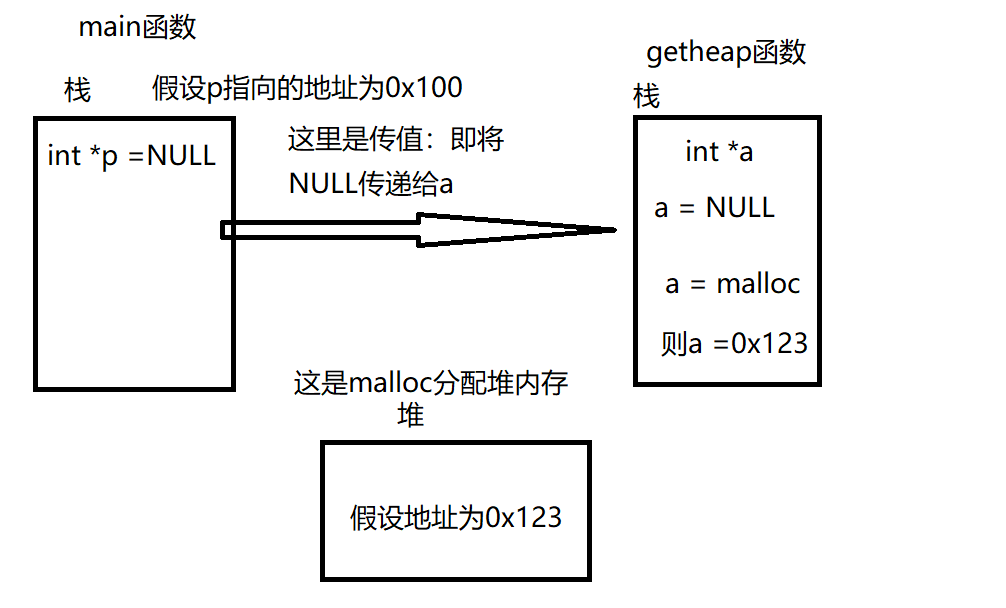 main函数
getheap函数
栈
假设p指向的地址为0x100
栈
int *p =NULL
这里是传值：即将
NULL传递给a
int *a
a = NULL
a = malloc
则a =0x123
这是malloc分配堆内存
堆
假设地址为0x123